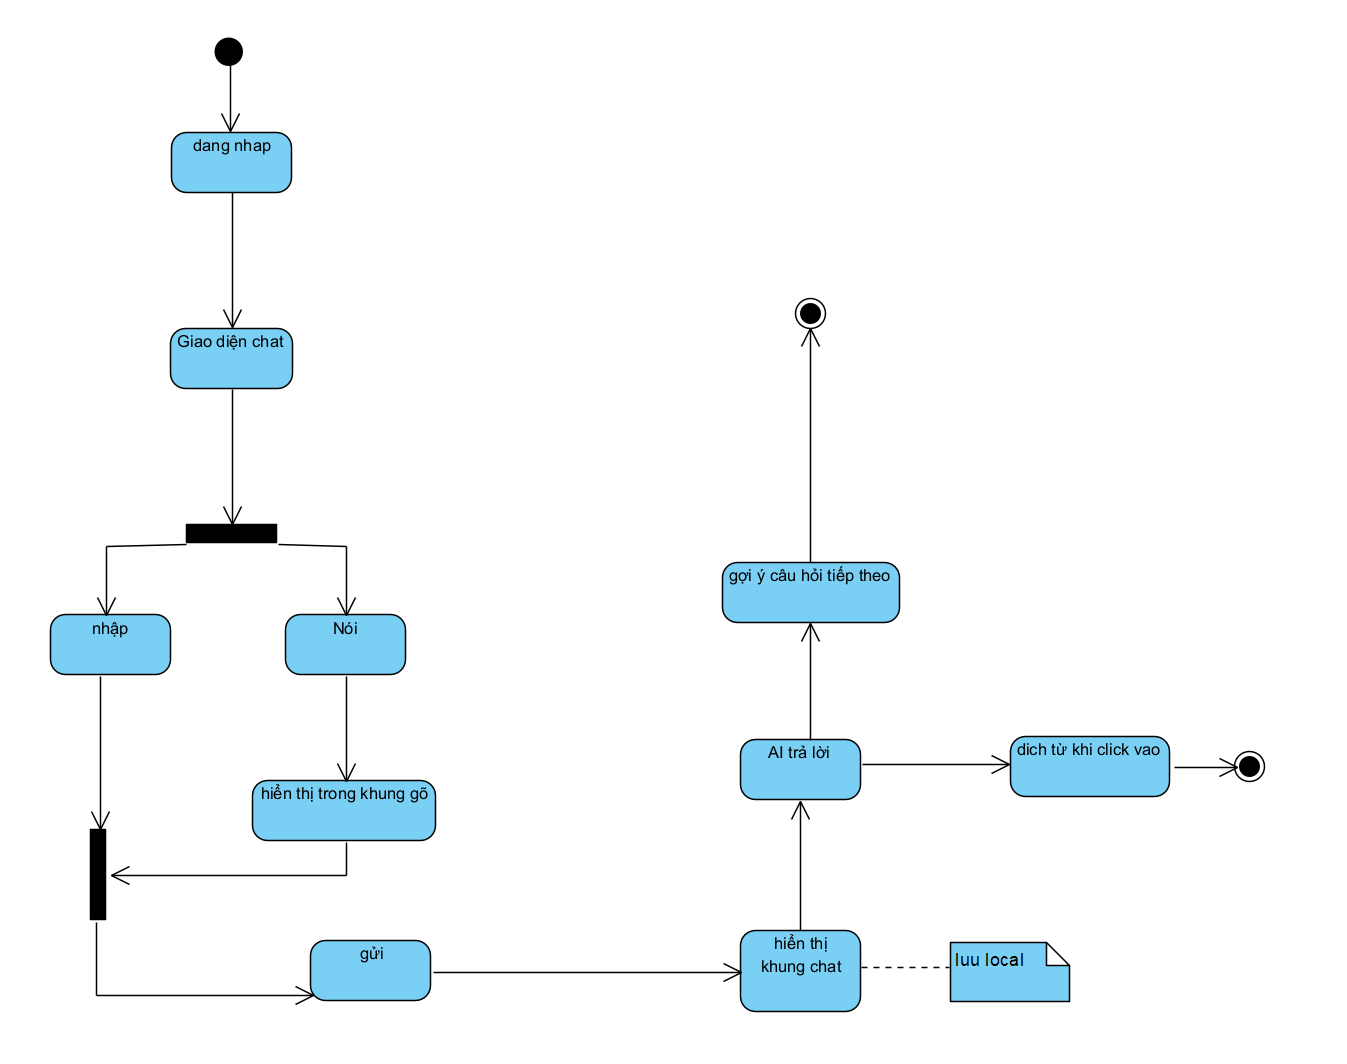 dang nhap
Giao diện chat
nhập
Nói
hiển thị trong khung gõ
gửi
hiển thị
khung chat
luu local
AI trả lời
dich từ khi click vao
gợi ý câu hỏi tiếp theo